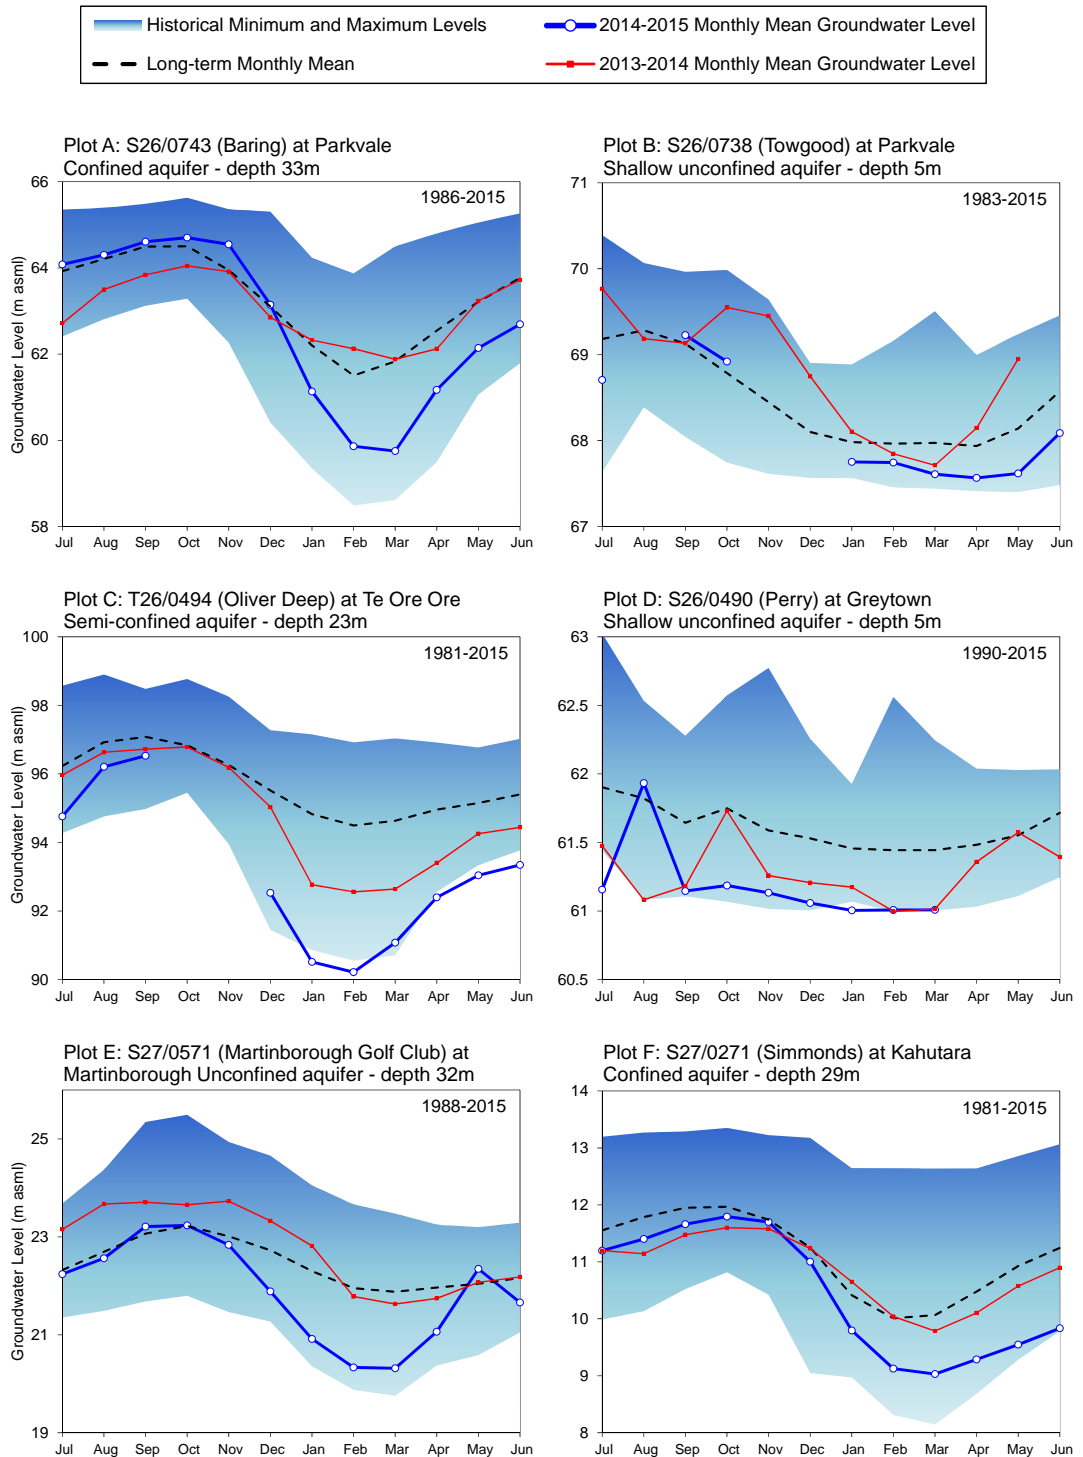 Historical Minimum and Maximum Levels
2014-2015 Monthly Mean Groundwater Level
Long-term Monthly Mean
2013-2014 Monthly Mean Groundwater Level
Plot A: S26/0743 (Baring) at Parkvale
Confined aquifer - depth 33m
1986-2015
Groundwater Level (m asml)
66
64
62
60
58
Jul Aug Sep Oct Nov Dec Jan Feb Mar Apr May Jun
Plot B: S26/0738 (Towgood) at Parkvale
Shallow unconfined aquifer - depth 5m
1983-2015
71
70
69
68
67
Jul Aug Sep Oct Nov Dec Jan Feb Mar Apr May Jun
Plot C: T26/0494 (Oliver Deep) at Te Ore Ore
Semi-confined aquifer - depth 23m
1981-2015
Groundwater Level (m asml)
100
98
96
94
92
90
Jul Aug Sep Oct Nov Dec Jan Feb Mar Apr May Jun
Plot D: S26/0490 (Perry) at Greytown
Shallow unconfined aquifer - depth 5m
1990-2015
63
62.5
62
61.5
61
60.5
Jul Aug Sep Oct Nov Dec Jan Feb Mar Apr May Jun
Plot E: S27/0571 (Martinborough Golf Club) at
Martinborough Unconfined aquifer - depth 32m
1988-2015
Groundwater Level (m asml)
25
23
21
19
Jul Aug Sep Oct Nov Dec Jan Feb Mar Apr May Jun
Plot F: S27/0271 (Simmonds) at Kahutara
Confined aquifer - depth 29m
1981-2015
14
13
12
11
10
9
8
Jul Aug Sep Oct Nov Dec Jan Feb Mar Apr May Jun